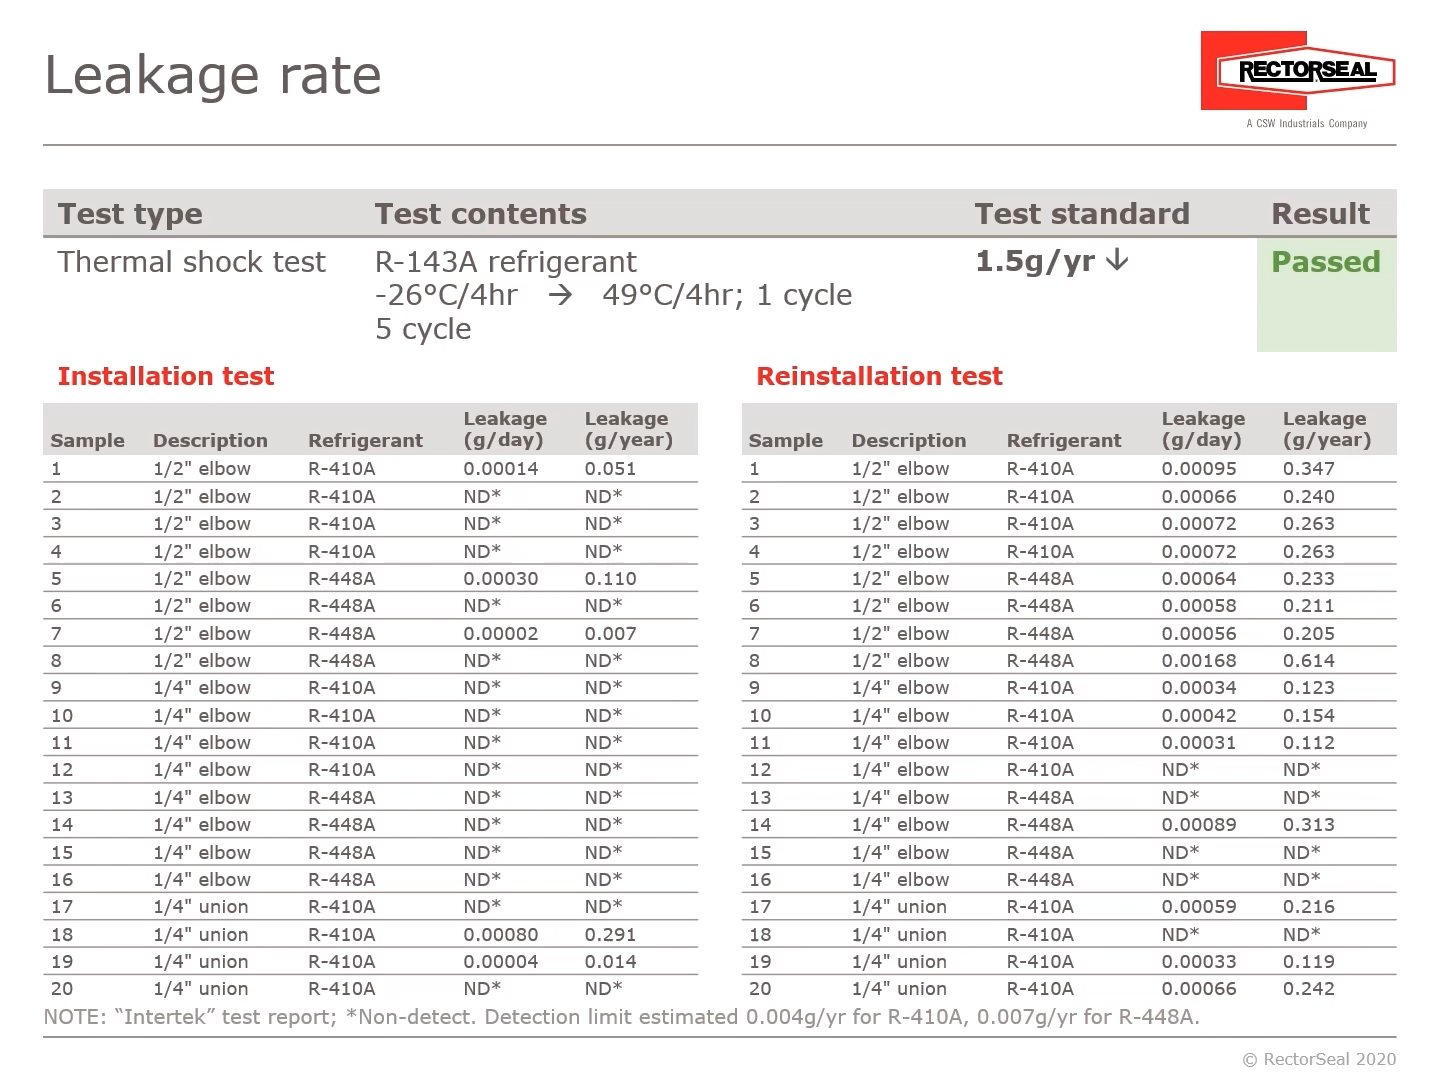 Leakage rate
RECTORSEAL
A CSW Industrials Company
Test type Test contents Test standard Result
Thermal shock test R-143A refrigerant 1.5g/yr ↓ Passed
-26°C/4hr → 49°C/4hr; 1 cycle
5 cycle
Installation test
Sample Description Refrigerant Leakage (g/day) Leakage (g/year)
1 1/2" elbow R-410A 0.00014 0.051
2 1/2" elbow R-410A ND* ND*
3 1/2" elbow R-410A ND* ND*
4 1/2" elbow R-410A ND* ND*
5 1/2" elbow R-448A 0.00030 0.110
6 1/2" elbow R-448A ND* ND*
7 1/2" elbow R-448A 0.00002 0.007
8 1/2" elbow R-448A ND* ND*
9 1/4" elbow R-410A ND* ND*
10 1/4" elbow R-410A ND* ND*
11 1/4" elbow R-410A ND* ND*
12 1/4" elbow R-410A ND* ND*
13 1/4" elbow R-448A ND* ND*
14 1/4" elbow R-448A ND* ND*
15 1/4" elbow R-448A ND* ND*
16 1/4" elbow R-448A ND* ND*
17 1/4" union R-410A ND* ND*
18 1/4" union R-410A 0.00080 0.291
19 1/4" union R-410A 0.00004 0.014
20 1/4" union R-410A ND* ND*
Reinstallation test
Sample Description Refrigerant Leakage (g/day) Leakage (g/year)
1 1/2" elbow R-410A 0.00095 0.347
2 1/2" elbow R-410A 0.00066 0.240
3 1/2" elbow R-410A 0.00072 0.263
4 1/2" elbow R-410A 0.00072 0.263
5 1/2" elbow R-448A 0.00064 0.233
6 1/2" elbow R-448A 0.00058 0.211
7 1/2" elbow R-448A 0.00056 0.205
8 1/2" elbow R-448A 0.00168 0.614
9 1/4" elbow R-410A 0.00034 0.123
10 1/4" elbow R-410A 0.00042 0.154
11 1/4" elbow R-410A 0.00031 0.112
12 1/4" elbow R-410A ND* ND*
13 1/4" elbow R-448A ND* ND*
14 1/4" elbow R-448A 0.00089 0.313
15 1/4" elbow R-448A ND* ND*
16 1/4" elbow R-448A ND* ND*
17 1/4" union R-410A 0.00059 0.216
18 1/4" union R-410A ND* ND*
19 1/4" union R-410A 0.00033 0.119
20 1/4" union R-410A 0.00066 0.242
NOTE: “Intertek” test report; *Non-detect. Detection limit estimated 0.004g/yr for R-410A, 0.007g/yr for R-448A.
© RectorSeal 2020